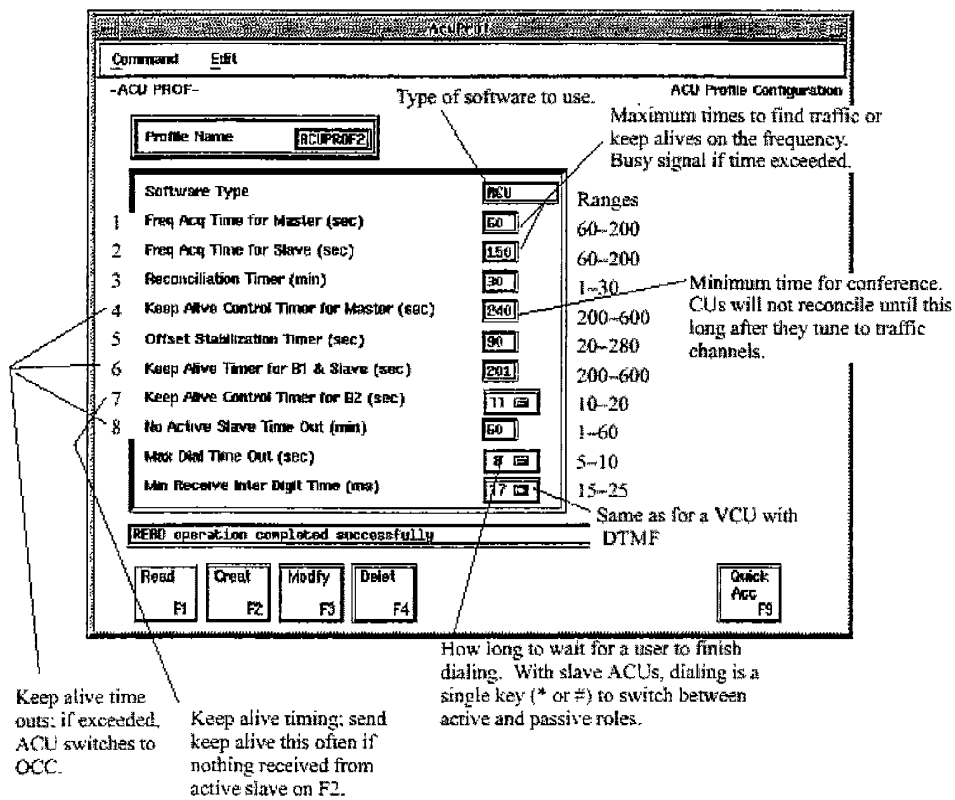 AcuProf
Command Edit
-ACU PROF-
ACU Profile Configuration
Type of software to use.
Maximum times to find traffic or
keep alives on the frequency.
Busy signal if time exceeded.
Profile Name ACUPROF2
Software Type ACU
Ranges
1 Freq Acq Time for Master (sec) 60 60-200
2 Freq Acq Time for Slave (sec) 150 60-200
3 Reconciliation Timer (min) 30 1-30
4 Keep Alive Control Timer for Master (sec) 240 200-600
5 Offset Stabilization Timer (sec) 90 20-280
6 Keep Alive Timer for B1 & Slave (sec) 201 200-600
7 Keep Alive Control Timer for B2 (sec) 11 10-20
8 No Active Slave Time Out (min) 60 1-60
Max Dial Time Out (sec) 8 5-10
Min Receive Inter Digit Time (ms) 17 15-25
Minimum time for conference.
CUs will not reconcile until this
long after they tune to traffic
channels.
Same as for a VCU with
DTMF
READ operation completed successfully
Read F1
Creat F2
Modfy F3
Delet F4
Quick Acc F9
How long to wait for a user to finish
dialing. With slave ACUs, dialing is a
single key (* or #) to switch between
active and passive roles.
Keep alive time
outs; if exceeded,
ACU switches to
OCC.
Keep alive timing; send
keep alive this often if
nothing received from
active slave on F2.